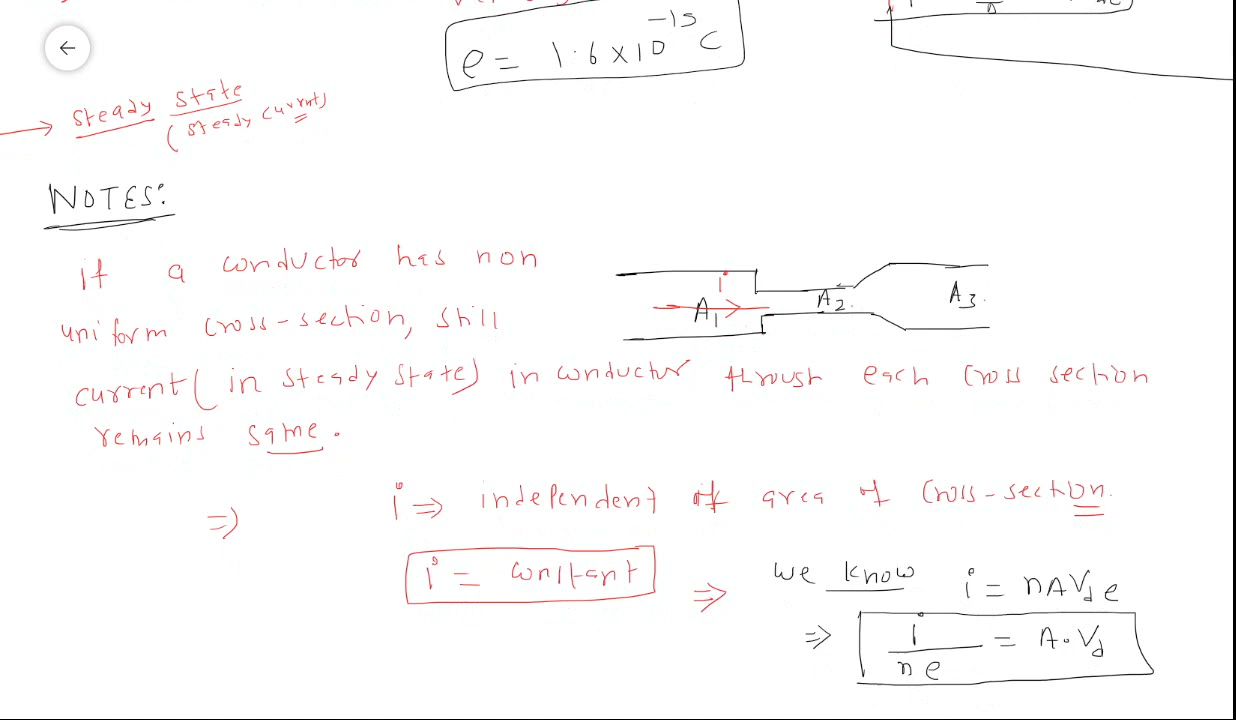 e = 1.6 x 10^-15 C
→ steady state
(steady current)
NOTES:
if a conductor has non
uniform cross-section, still
current (in steady state) in conductor through each cross section
remains same.
i
A1
A2.
A3.
⇒ i ⇒ independent of area of cross-section.
i = constant ⇒ we know i = nAVde
⇒ i/ne = A.Vd